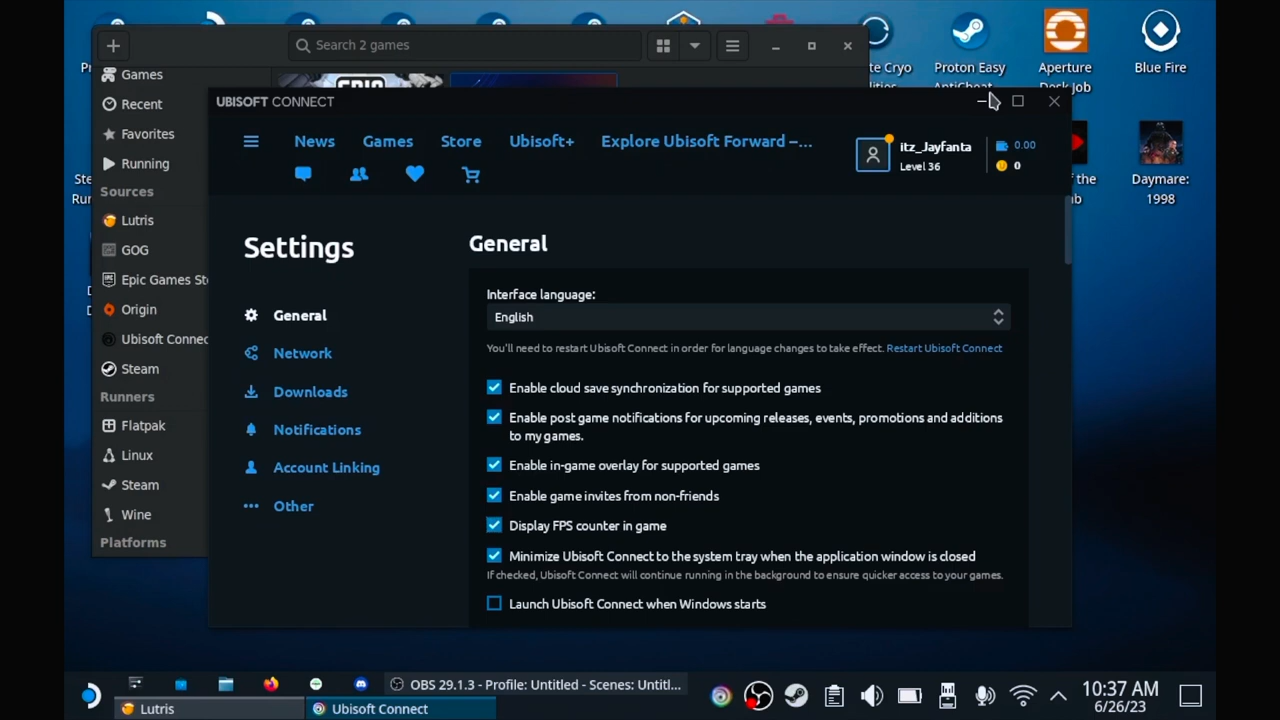 Search 2 games
Games
Recent
Favorites
Running
Sources
Lutris
GOG
Epic Games Sto
Origin
Ubisoft Connec
Steam
Runners
Flatpak
Linux
Steam
Wine
Platforms
UBISOFT CONNECT
News
Games
Store
Ubisoft+
Explore Ubisoft Forward –...
itz_Jayfanta
Level 36
0.00
0
Settings
General
Network
Downloads
Notifications
Account Linking
Other
General
Interface language:
English
You'll need to restart Ubisoft Connect in order for language changes to take effect. Restart Ubisoft Connect
Enable cloud save synchronization for supported games
Enable post game notifications for upcoming releases, events, promotions and additions
to my games.
Enable in-game overlay for supported games
Enable game invites from non-friends
Display FPS counter in game
Minimize Ubisoft Connect to the system tray when the application window is closed
If checked, Ubisoft Connect will continue running in the background to ensure quicker access to your games.
Launch Ubisoft Connect when Windows starts
Proton Easy
AntiCheat
Aperture
Desk Job
Blue Fire
Daymare:
1998
Lutris
Ubisoft Connect
OBS 29.1.3 - Profile: Untitled - Scenes: Untitl...
10:37 AM
6/26/23